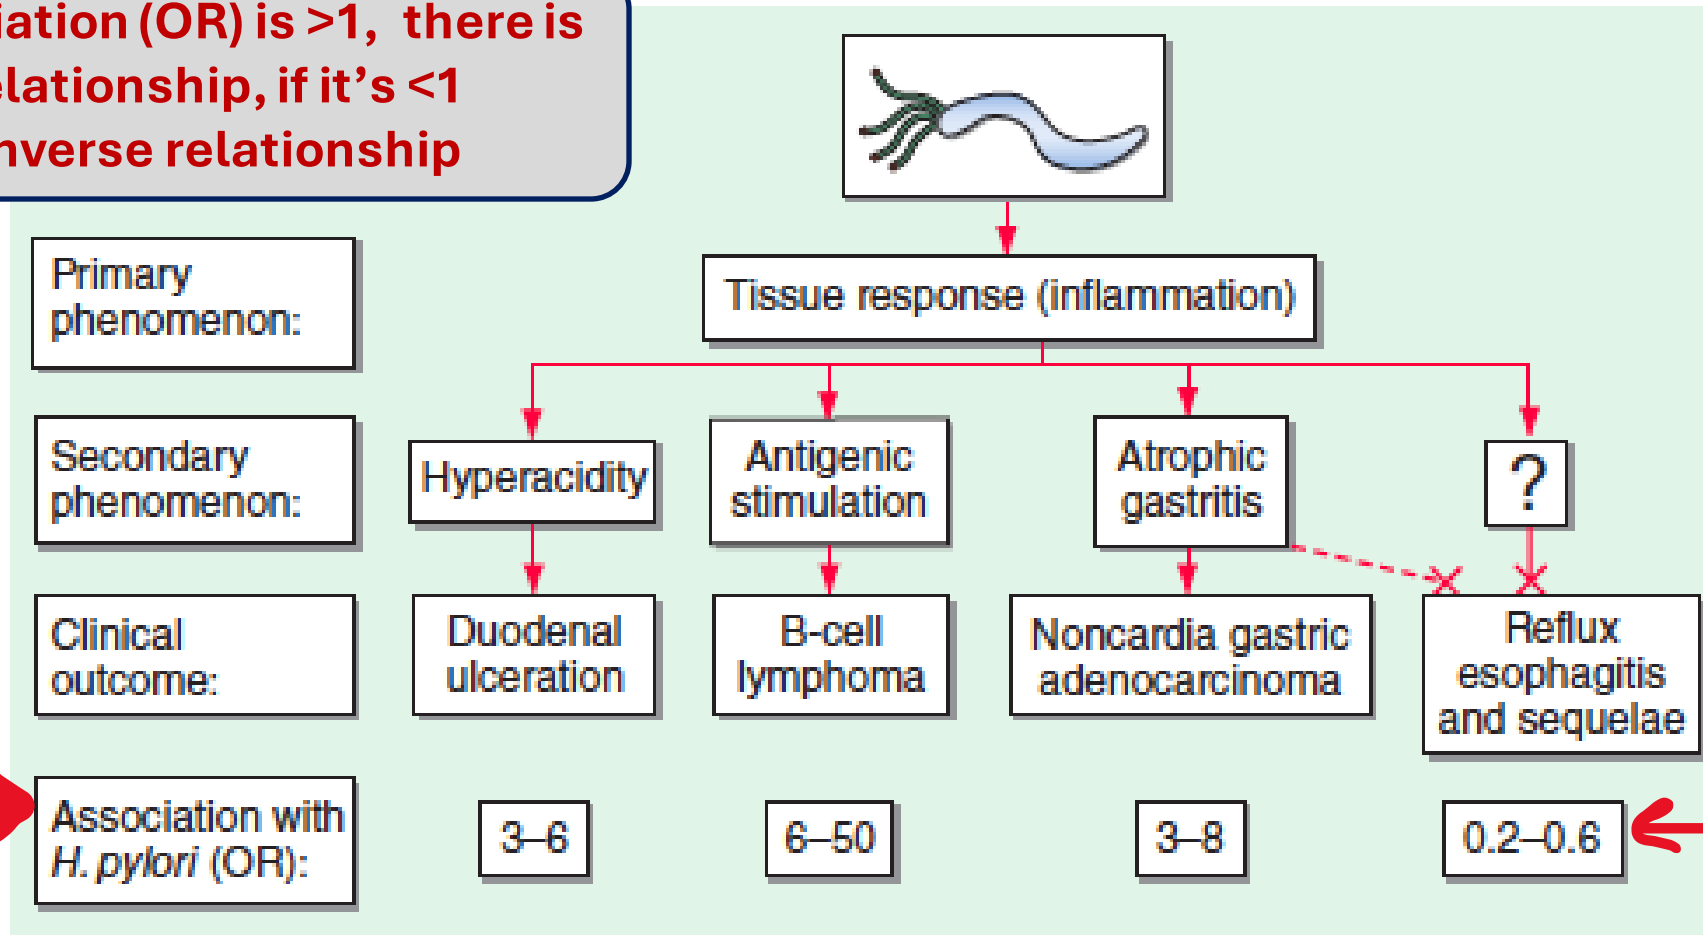 iation (OR) is >1, there is
elationship, if it's <1
nverse relationship
Primary
phenomenon:
Tissue response (inflammation)
Secondary
phenomenon:
Hyperacidity
Antigenic
stimulation
Atrophic
gastritis
?
Clinical
outcome:
Duodenal
ulceration
B-cell
lymphoma
Noncardia gastric
adenocarcinoma
Reflux
esophagitis
and sequelae
Association with
H. pylori (OR):
3–6
6–50
3–8
0.2–0.6